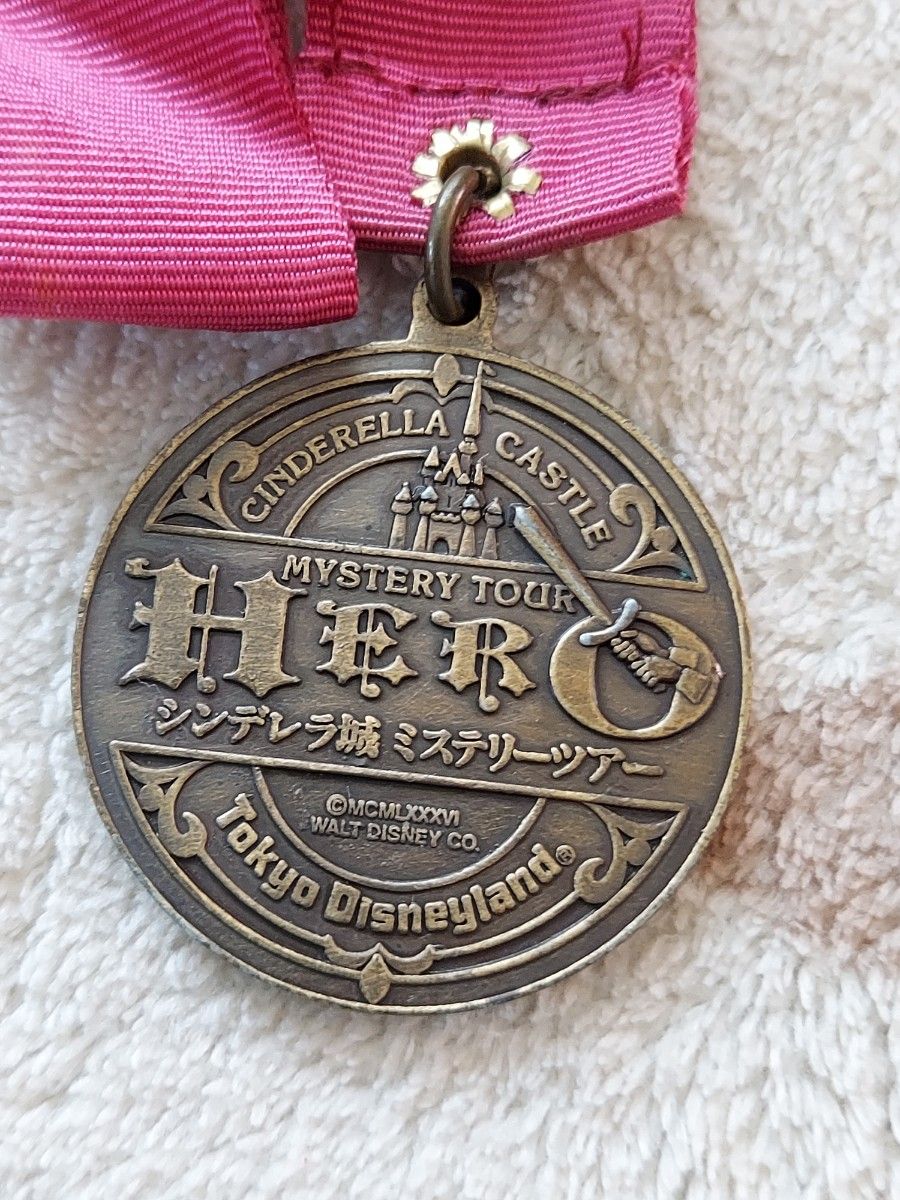 CINDERELLA CASTLE
MYSTERY TOUR
HERO
シンデレラ城 ミステリーツアー
©MCMLXXXVI
WALT DISNEY CO.
Tokyo Disneyland®